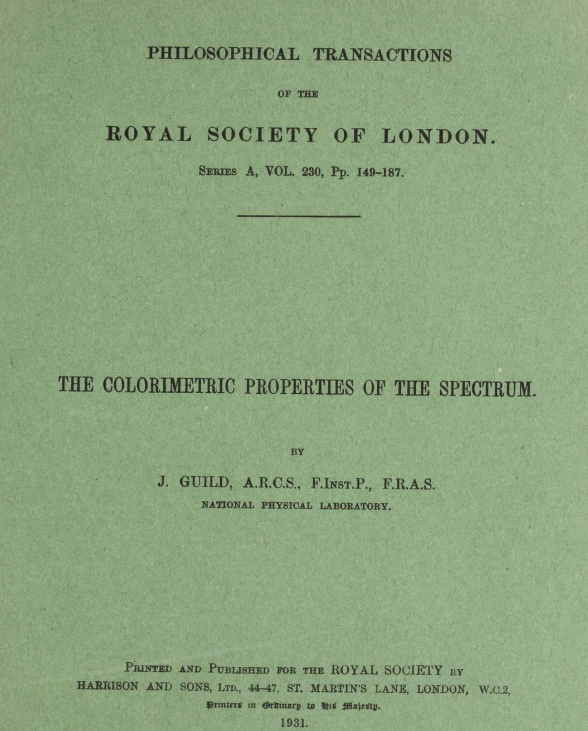 PHILOSOPHICAL TRANSACTIONS
OF THE
ROYAL SOCIETY OF LONDON.
SERIES A, VOL. 230, Pp. 149–187.
THE COLORIMETRIC PROPERTIES OF THE SPECTRUM.
BY
J. GUILD, A.R.C.S., F.INST.P., F.R.A.S.
NATIONAL PHYSICAL LABORATORY.
PRINTED AND PUBLISHED FOR THE ROYAL SOCIETY BY
HARRISON AND SONS, LTD., 44–47, ST. MARTIN'S LANE, LONDON, W.C.2,
Printers in Ordinary to His Majesty.
1931.